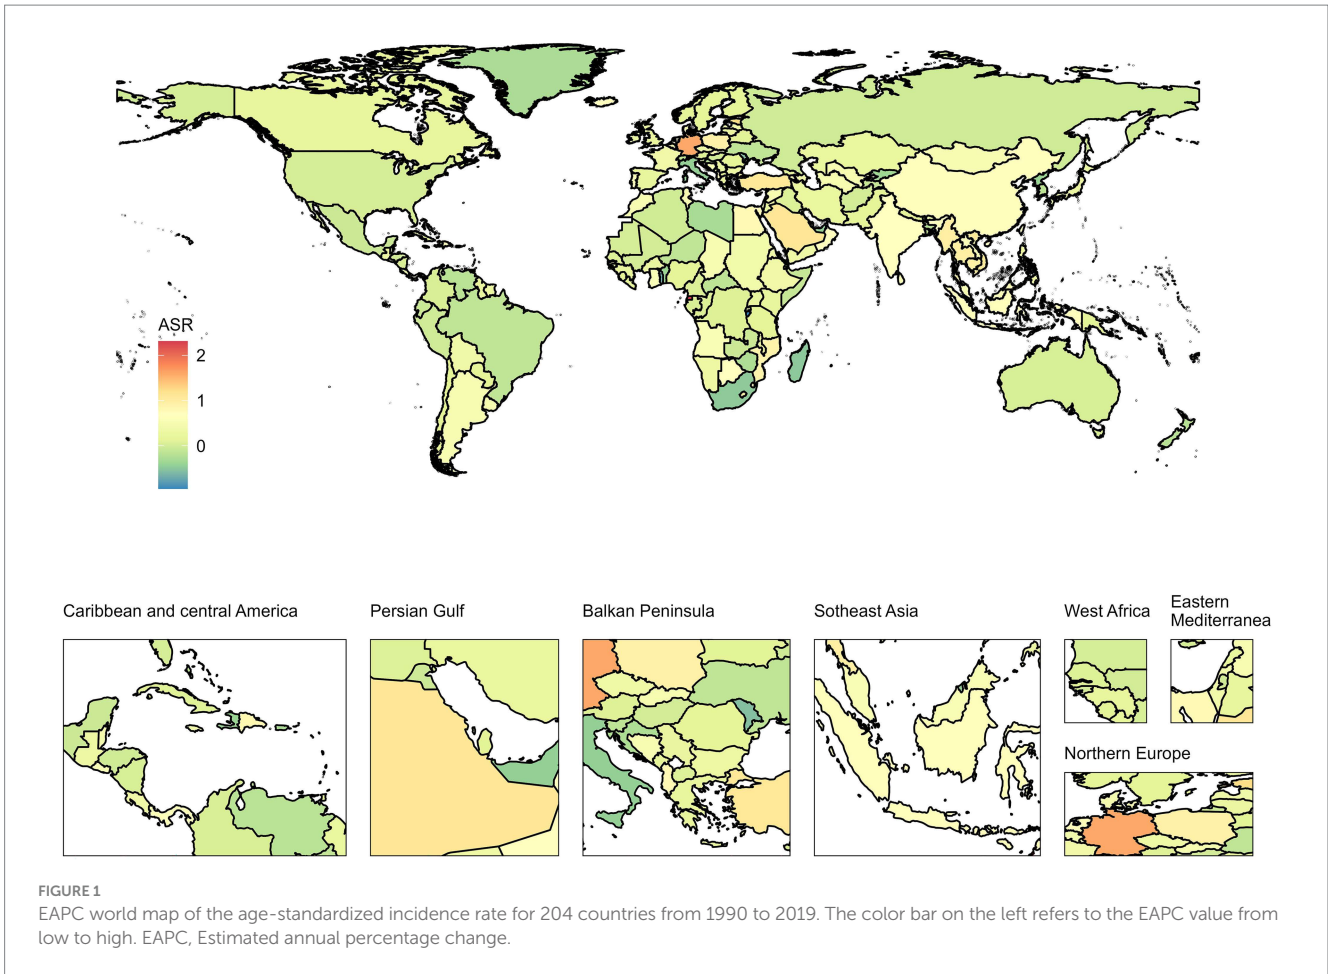 ASR
2
1
0
Caribbean and central America
Persian Gulf
Balkan Peninsula
Sotheast Asia
West Africa
Eastern
Mediterranea
Northern Europe
FIGURE 1
EAPC world map of the age-standardized incidence rate for 204 countries from 1990 to 2019. The color bar on the left refers to the EAPC value from
low to high. EAPC, Estimated annual percentage change.